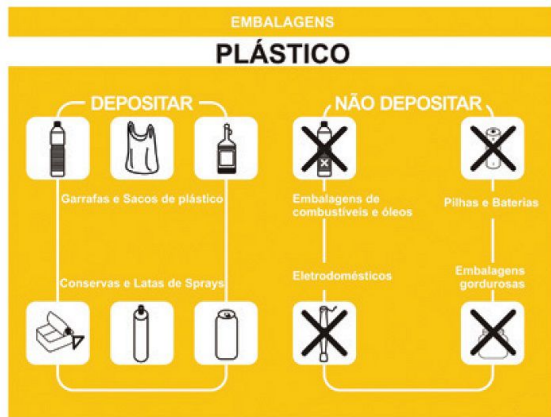 EMBALAGENS
PLÁSTICO
DEPOSITAR
Garrafas e Sacos de plástico
Conservas e Latas de Sprays
NÃO DEPOSITAR
Embalagens de
combustíveis e óleos
Pilhas e Baterias
Eletrodomésticos
Embalagens
gordurosas